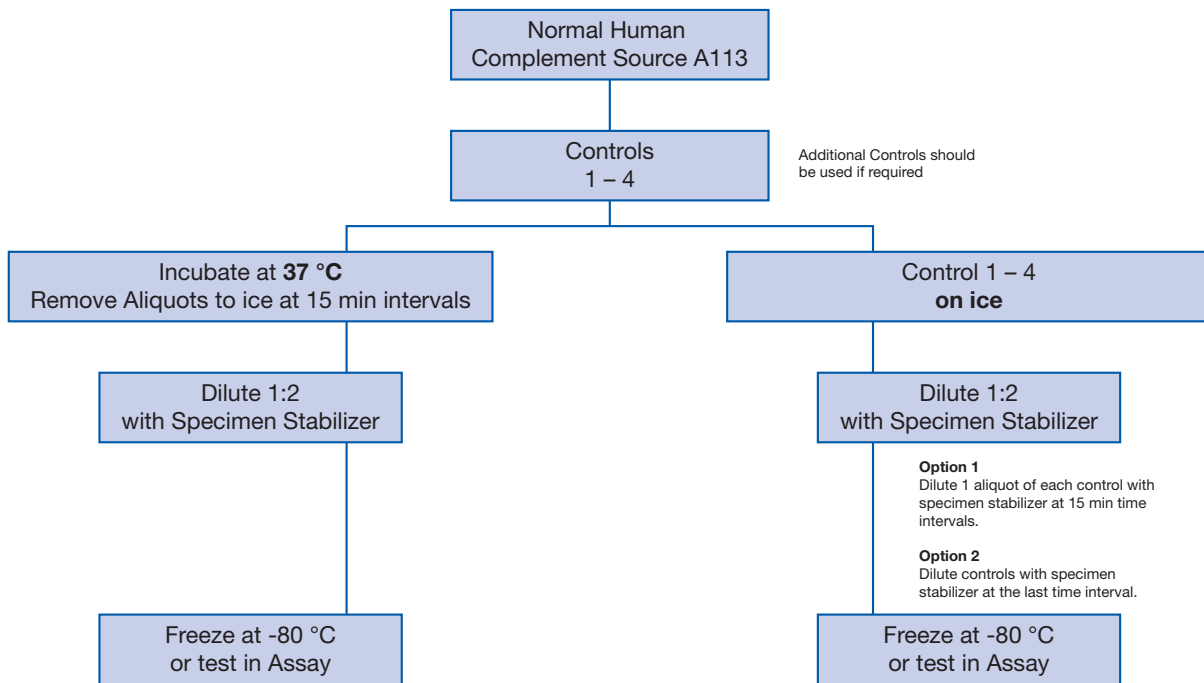 Normal Human
Complement Source A113
Controls
1 – 4
Additional Controls should
be used if required
Incubate at 37 °C
Remove Aliquots to ice at 15 min intervals
Control 1 – 4
on ice
Dilute 1:2
with Specimen Stabilizer
Dilute 1:2
with Specimen Stabilizer
Option 1
Dilute 1 aliquot of each control with
specimen stabilizer at 15 min time
intervals.
Option 2
Dilute controls with specimen
stabilizer at the last time interval.
Freeze at -80 °C
or test in Assay
Freeze at -80 °C
or test in Assay